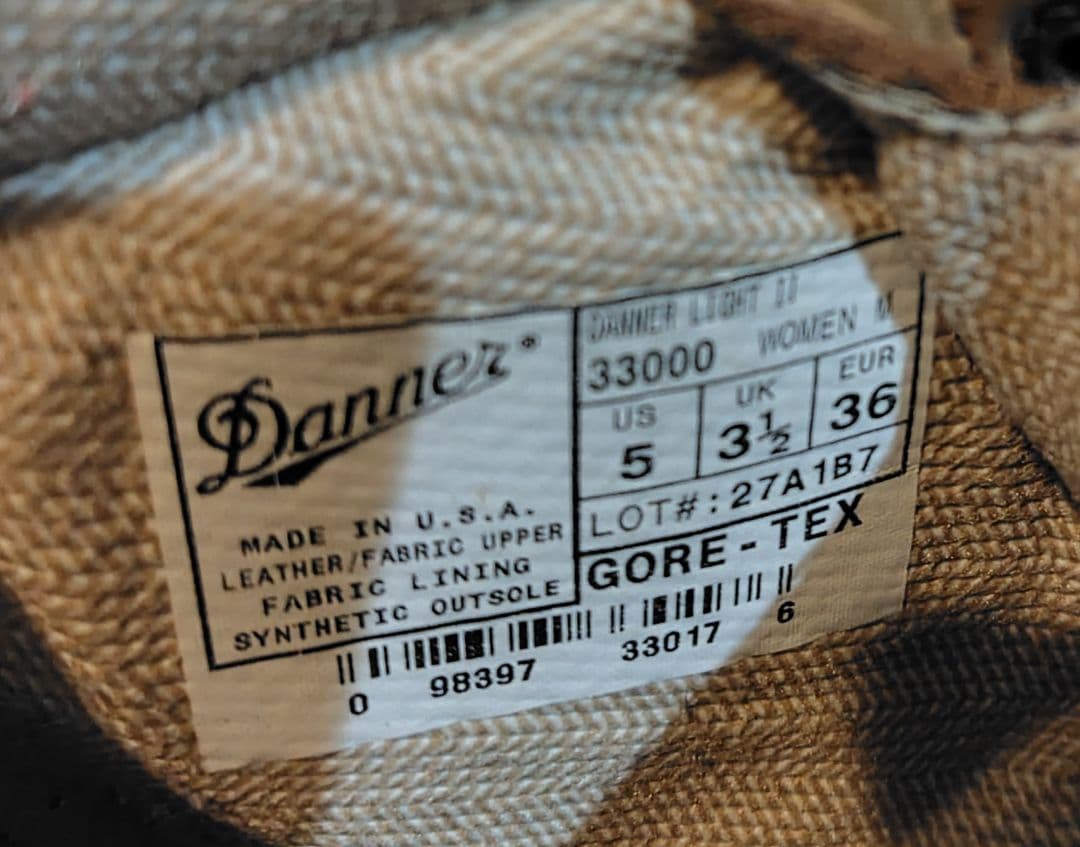 Danner®
MADE IN U.S.A.
LEATHER/FABRIC UPPER
FABRIC LINING
SYNTHETIC OUTSOLE
DANNER LIGHT II
33000 WOMEN M
US UK EUR
5 3½ 36
LOT#:27A1B7
GORE-TEX
0 98397 33017 6